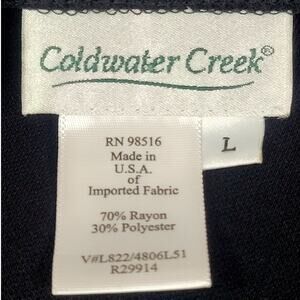 Coldwater Creek®
L
RN 98516
Made in
U.S.A.
of
Imported Fabric
70% Rayon
30% Polyester
V#L822/4806L51
R29914